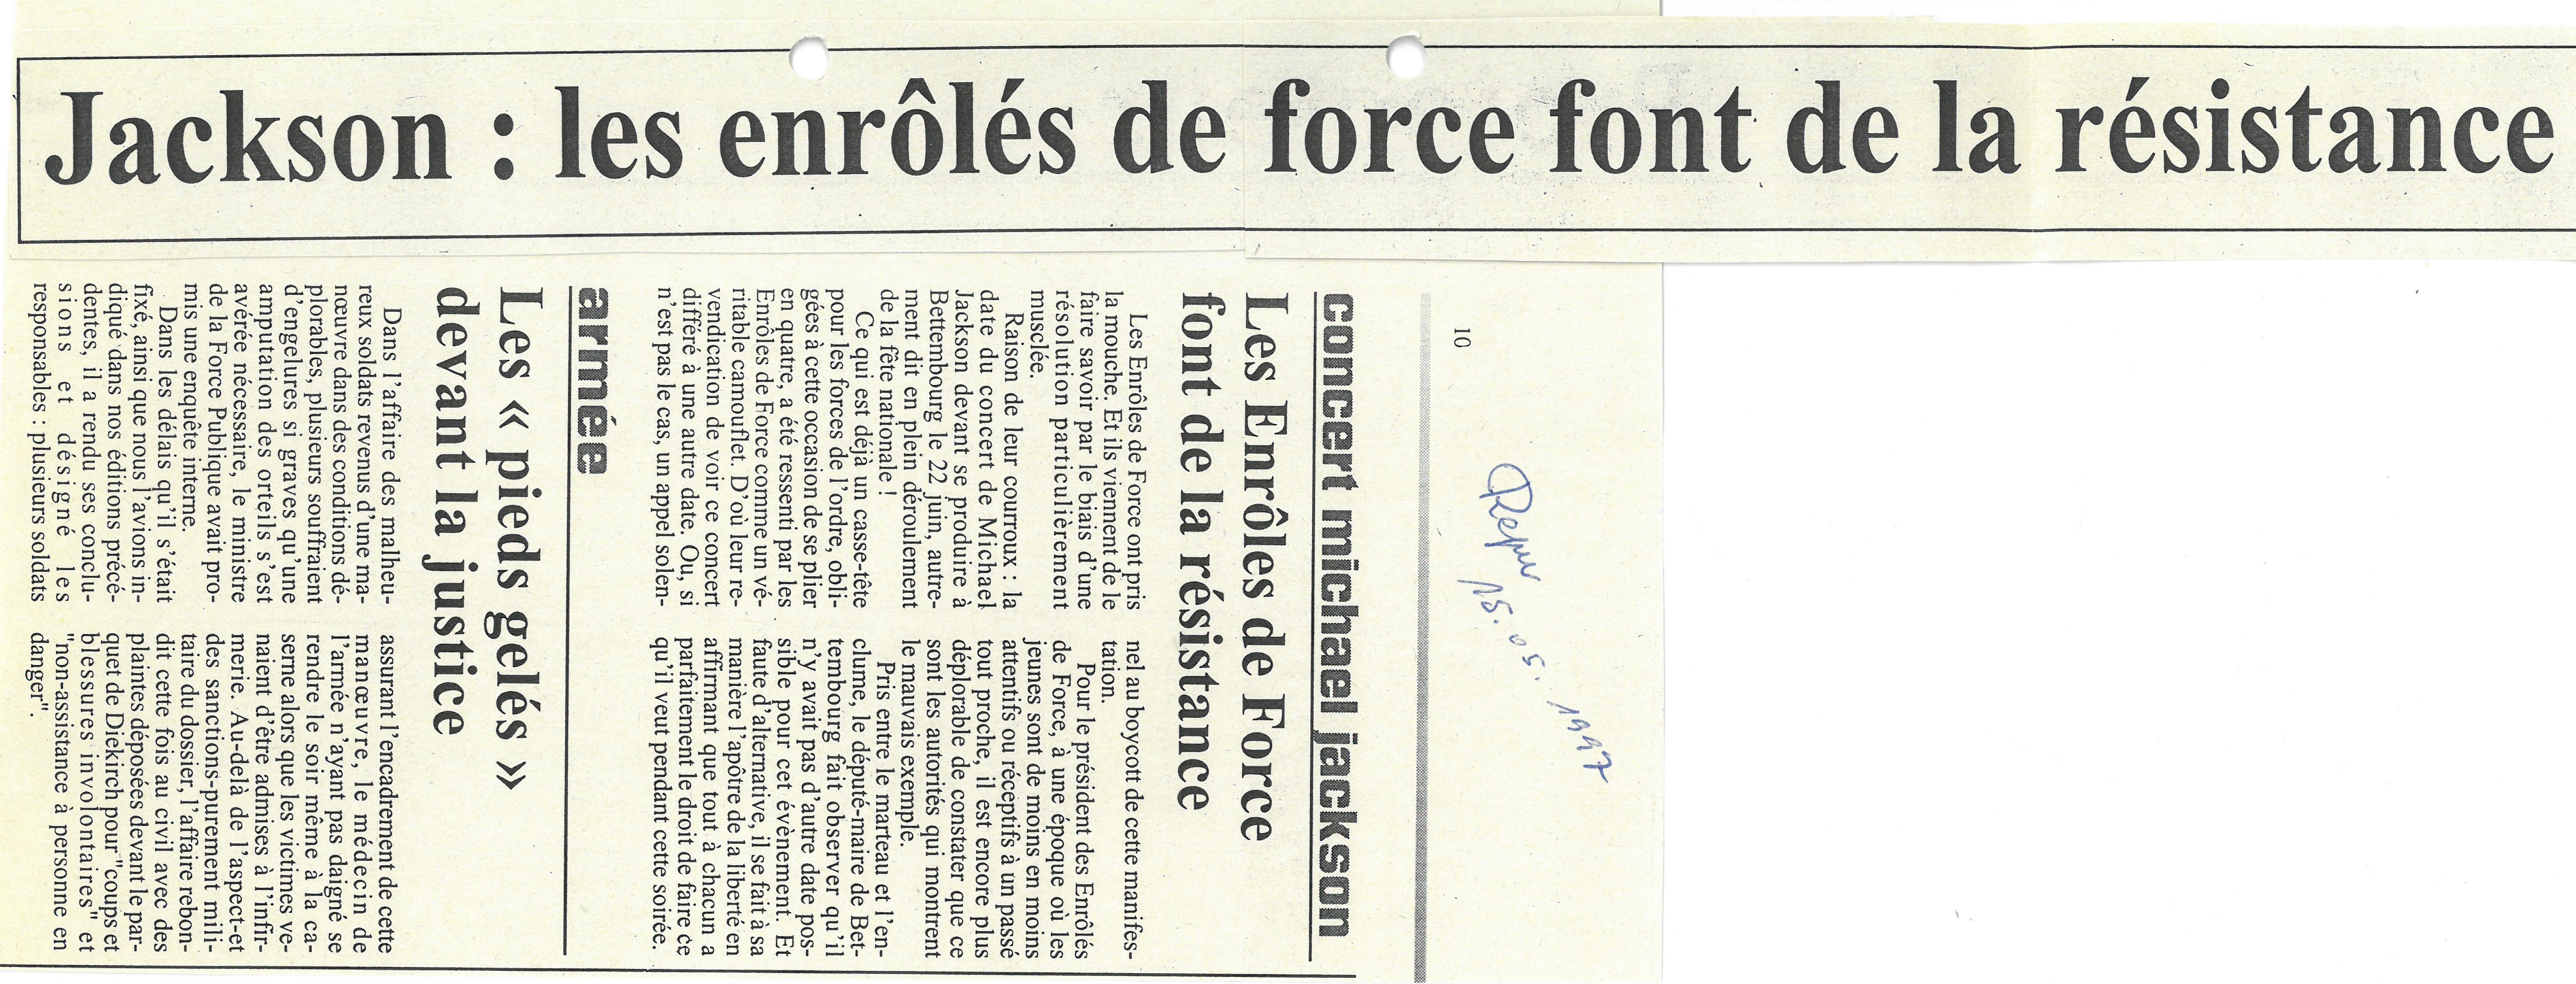 Jackson : les enrôlés de force font de la résistance
10
Repu
15.05.1997
concert michael jackson
Les Enrôles de Force
font de la résistance
Les Enrôles de Force ont pris
la mouche. Et ils viennent de le
faire savoir par le biais d'une
résolution particulièrement
musclée.
Raison de leur courroux : la
date du concert de Michael
Jackson devant se produire à
Bettembourg le 22 juin, autre-
ment dit en plein déroulement
de la fête nationale !
Ce qui est déjà un casse-tête
pour les forces de l'ordre, obli-
gées à cette occasion de se plier
en quatre, a été ressenti par les
Enrôles de Force comme un vé-
ritable camouflet. D'où leur re-
vendication de voir ce concert
différé à une autre date. Ou, si
n'est pas le cas, un appel solen-
nel au boycott de cette manifes-
tation.
Pour le président des Enrôlés
de Force, à une époque où les
jeunes sont de moins en moins
attentifs ou réceptifs à un passé
tout proche, il est encore plus
déplorable de constater que ce
sont les autorités qui montrent
le mauvais exemple.
Pris entre le marteau et l'en-
clume, le député-maire de Bet-
tembourg fait observer qu'il
n'y avait pas d'autre date pos-
sible pour cet évènement. Et
faute d'alternative, il se fait à sa
manière l'apôtre de la liberté en
affirmant que tout à chacun a
parfaitement le droit de faire ce
qu'il veut pendant cette soirée.
armée
Les « pieds gelés »
devant la justice
Dans l'affaire des malheu-
reux soldats revenus d'une ma-
nœuvre dans des conditions dé-
plorables, plusieurs souffraient
d'engelures si graves qu'une
amputation des orteils s'est
avérée nécessaire, le ministre
de la Force Publique avait pro-
mis une enquête interne.
Dans les délais qu'il s'était
fixé, ainsi que nous l'avions in-
diqué dans nos éditions précé-
dentes, il a rendu ses conclu-
sions et désigné les
responsables : plusieurs soldats
assurant l'encadrement de cette
manœuvre, le médecin de
l'armée n'ayant pas daigné se
rendre le soir même à la ca-
serne alors que les victimes ve-
naient d'être admises à l'infir-
merie. Au-delà de l'aspect-et
des sanctions-purement mili-
taire du dossier, l'affaire rebon-
dit cette fois au civil avec des
plaintes déposées devant le par-
quet de Diekirch pour "coups et
blessures involontaires" et
"non-assistance à personne en
danger".